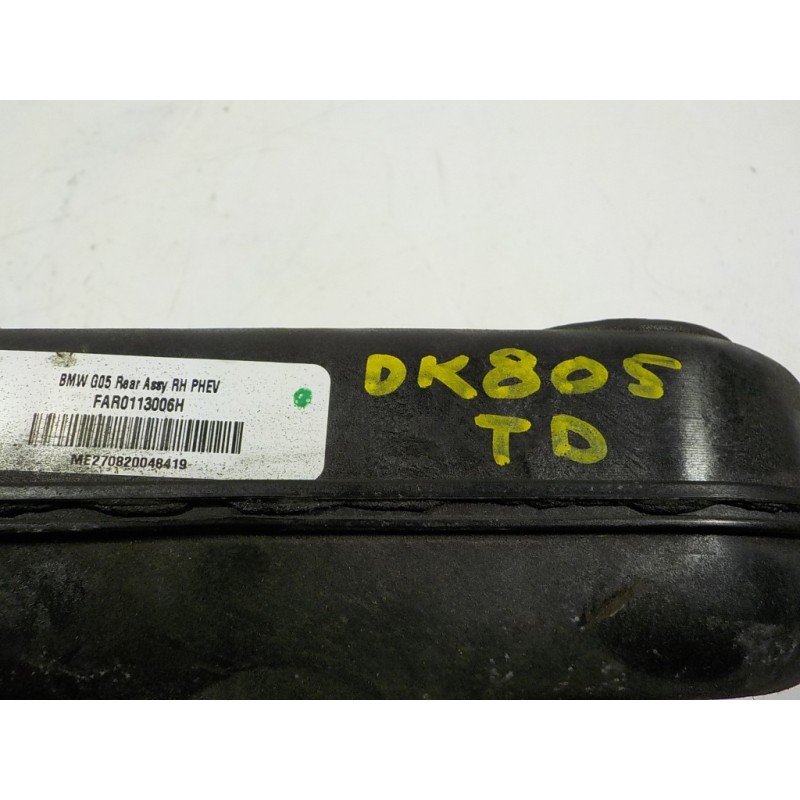 BMW G05 Rear Assy RH PHEV
FAR0113006H
ME270820048419
DK805
TD